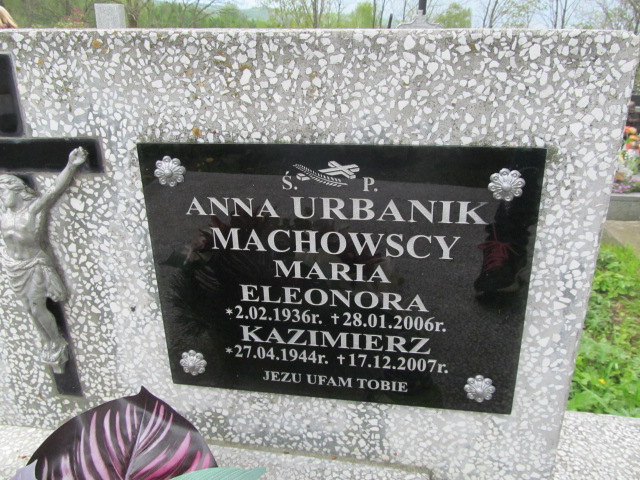 Ś. P.
ANNA URBANIK
MACHOWSCY
MARIA
ELEONORA
*2.02.1936r. +28.01.2006r.
KAZIMIERZ
*27.04.1944r. +17.12.2007r.
JEZU UFAM TOBIE